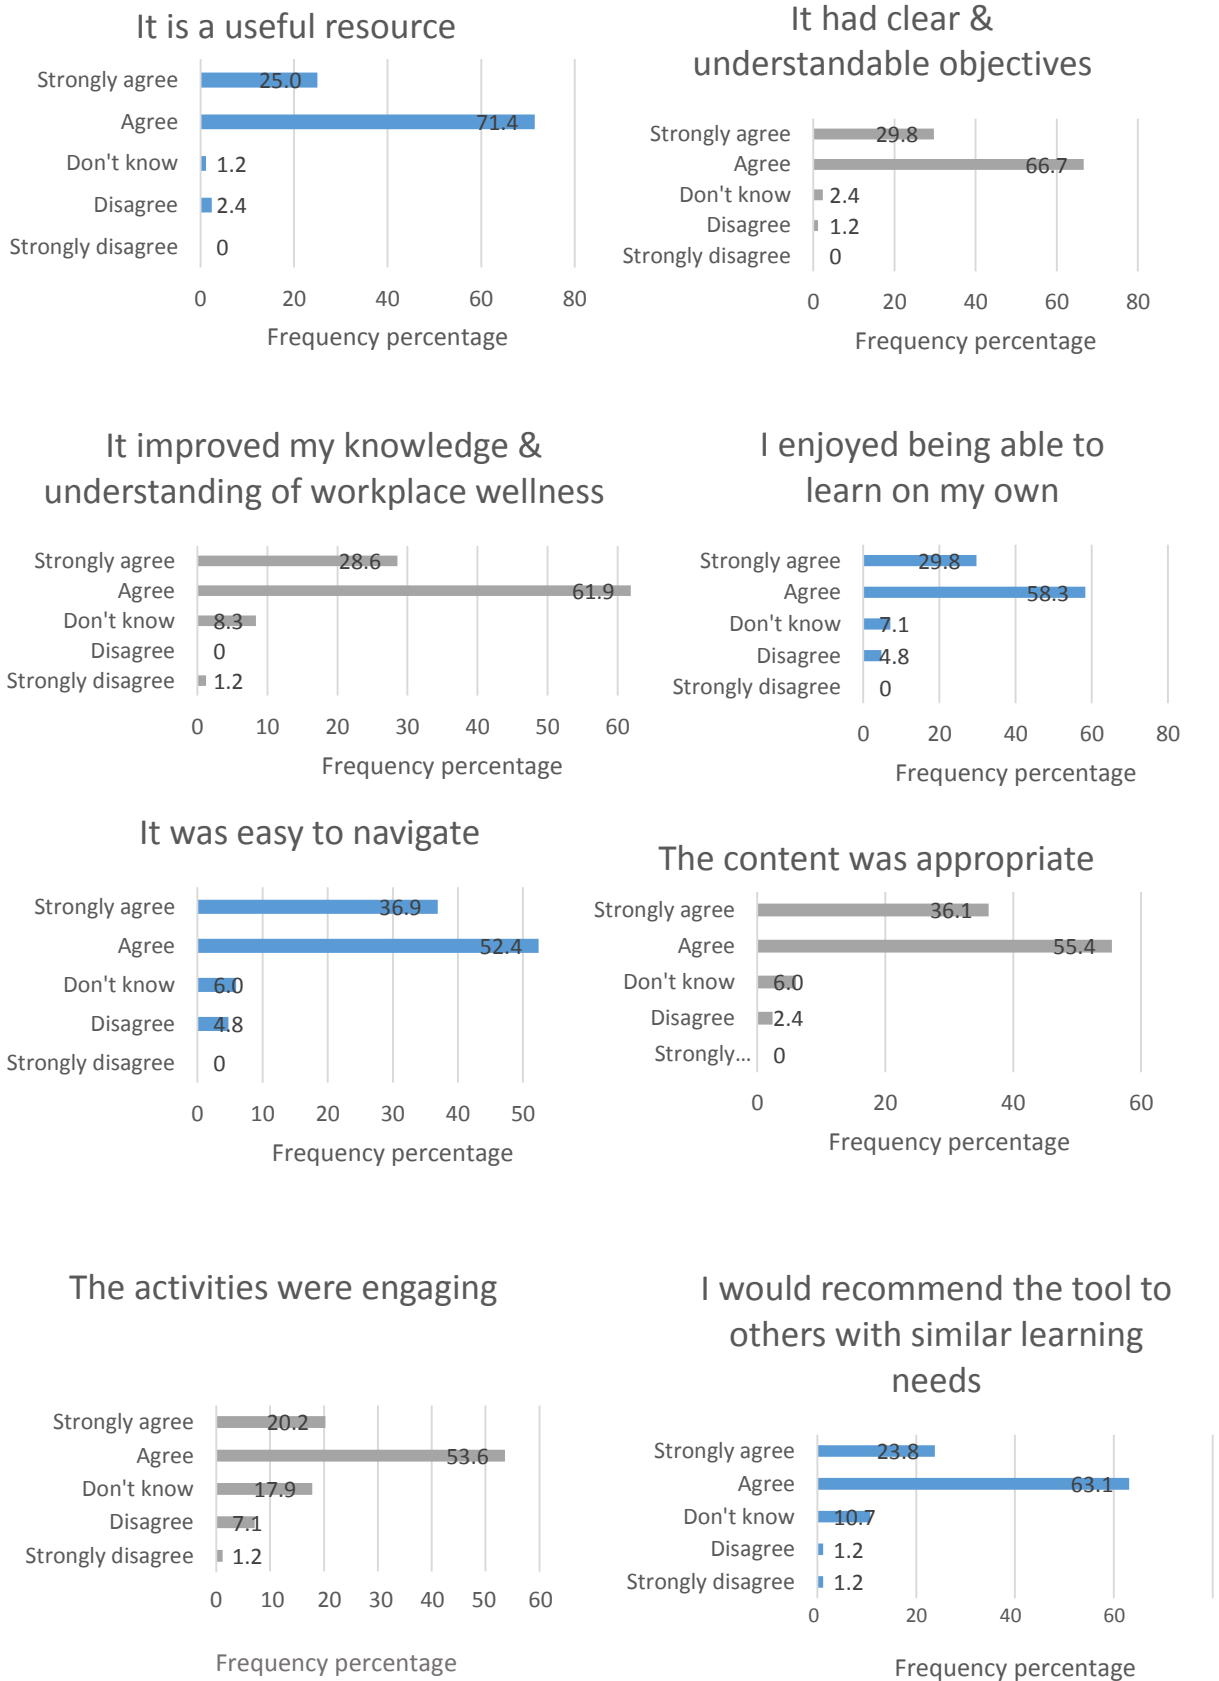 It is a useful resource
Strongly agree 25.0
Agree 71.4
Don't know 1.2
Disagree 2.4
Strongly disagree 0
0 20 40 60 80
Frequency percentage
It had clear &
understandable objectives
Strongly agree 29.8
Agree 66.7
Don't know 2.4
Disagree 1.2
Strongly disagree 0
0 20 40 60 80
Frequency percentage
It improved my knowledge &
understanding of workplace wellness
Strongly agree 28.6
Agree 61.9
Don't know 8.3
Disagree 0
Strongly disagree 1.2
0 10 20 30 40 50 60
Frequency percentage
I enjoyed being able to
learn on my own
Strongly agree 29.8
Agree 58.3
Don't know 7.1
Disagree 4.8
Strongly disagree 0
0 20 40 60 80
Frequency percentage
It was easy to navigate
Strongly agree 36.9
Agree 52.4
Don't know 6.0
Disagree 4.8
Strongly disagree 0
0 10 20 30 40 50
Frequency percentage
The content was appropriate
Strongly agree 36.1
Agree 55.4
Don't know 6.0
Disagree 2.4
Strongly... 0
0 20 40 60
Frequency percentage
The activities were engaging
Strongly agree 20.2
Agree 53.6
Don't know 17.9
Disagree 7.1
Strongly disagree 1.2
0 10 20 30 40 50 60
Frequency percentage
I would recommend the tool to
others with similar learning
needs
Strongly agree 23.8
Agree 63.1
Don't know 10.7
Disagree 1.2
Strongly disagree 1.2
0 20 40 60
Frequency percentage